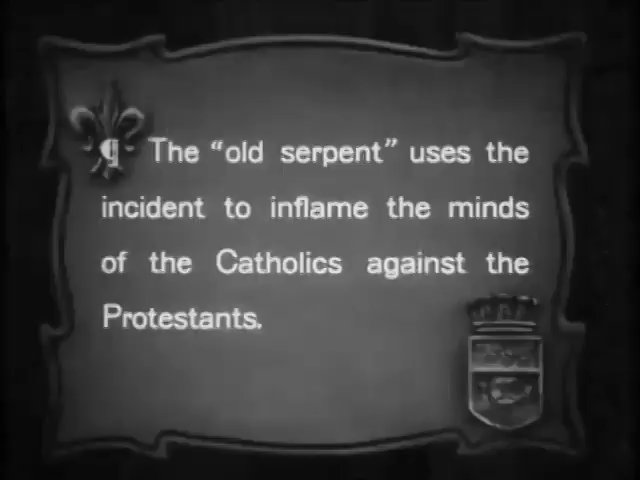 ¶ The “old serpent” uses the
incident to inflame the minds
of the Catholics against the
Protestants.